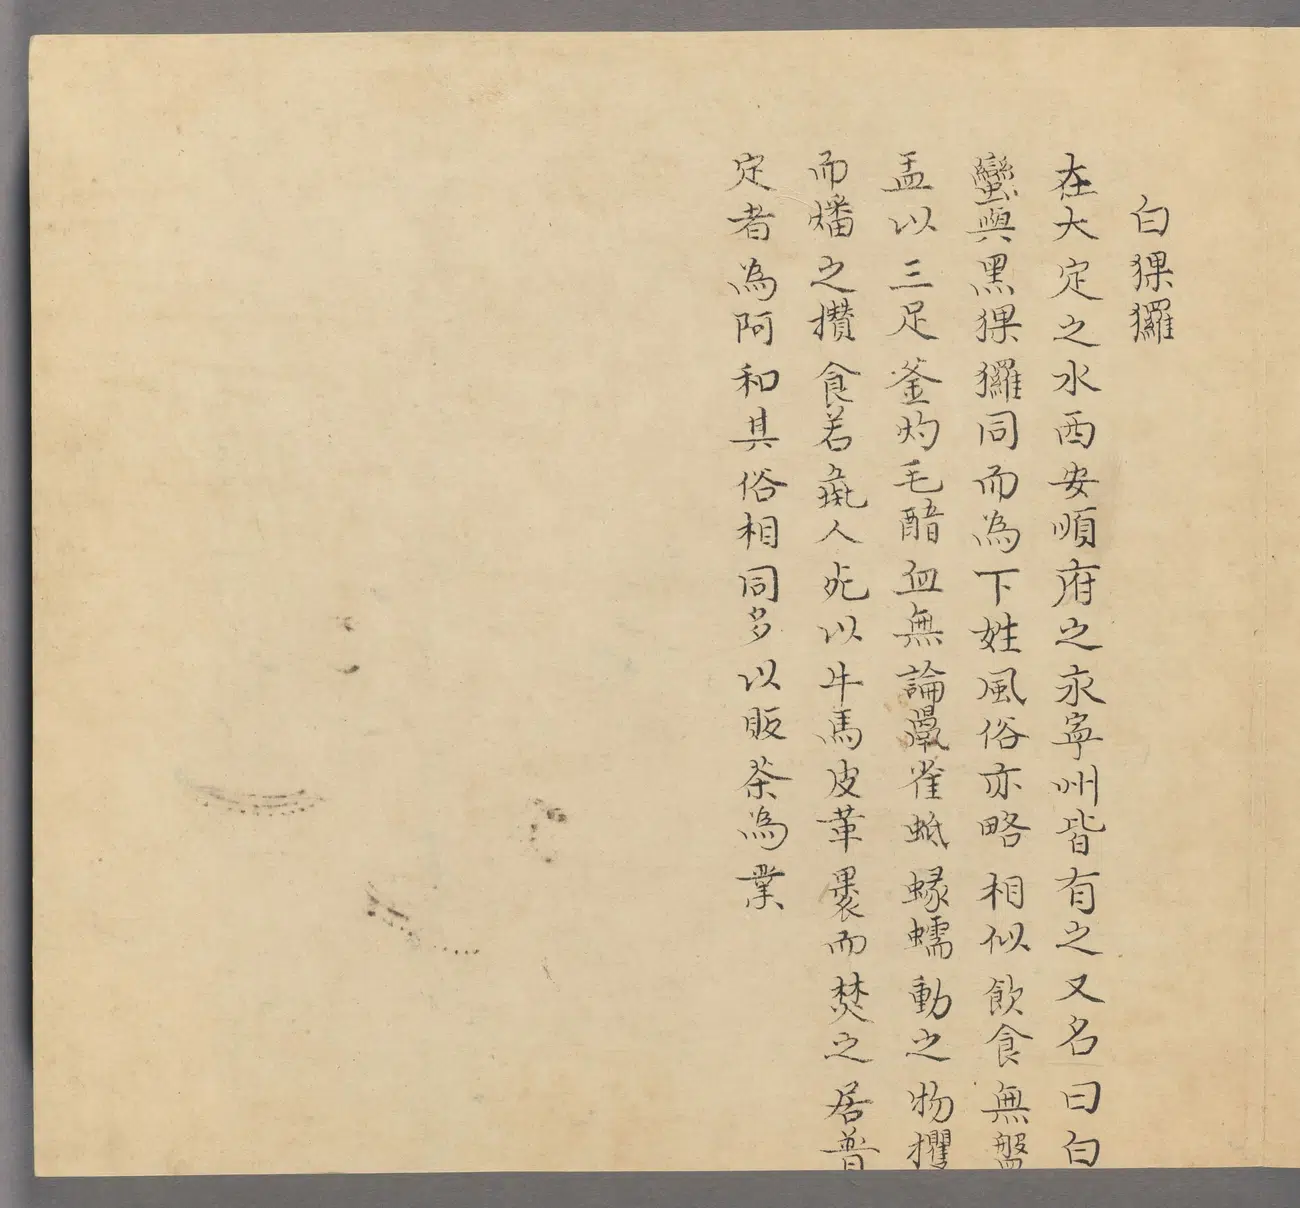 白猓玀
在大定之水西安順府之永寧州皆有之又名曰白
蠻與黑猓玀同而為下姓風俗亦略相似飲食無盤
盂以三足釜灼毛齰血無論鼠雀蚳蝝蠕動之物攫
而燔之攢食若彘人死以牛馬皮革裹而焚之居普
定者為阿和其俗相同多以販茶為業